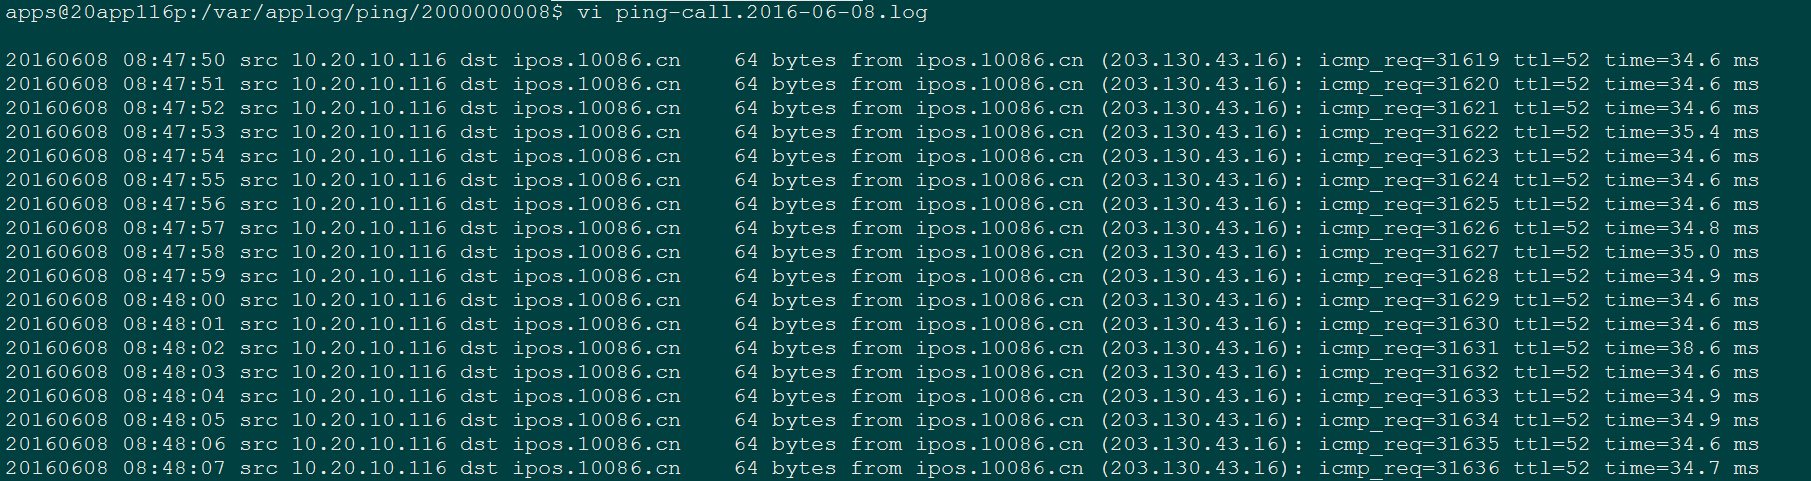 apps@20app116p:/var/applog/ping/2000000008$ vi ping-call.2016-06-08.log
20160608 08:47:50 src 10.20.10.116 dst ipos.10086.cn    64 bytes from ipos.10086.cn (203.130.43.16): icmp_req=31619 ttl=52 time=34.6 ms
20160608 08:47:51 src 10.20.10.116 dst ipos.10086.cn    64 bytes from ipos.10086.cn (203.130.43.16): icmp_req=31620 ttl=52 time=34.6 ms
20160608 08:47:52 src 10.20.10.116 dst ipos.10086.cn    64 bytes from ipos.10086.cn (203.130.43.16): icmp_req=31621 ttl=52 time=34.6 ms
20160608 08:47:53 src 10.20.10.116 dst ipos.10086.cn    64 bytes from ipos.10086.cn (203.130.43.16): icmp_req=31622 ttl=52 time=35.4 ms
20160608 08:47:54 src 10.20.10.116 dst ipos.10086.cn    64 bytes from ipos.10086.cn (203.130.43.16): icmp_req=31623 ttl=52 time=34.6 ms
20160608 08:47:55 src 10.20.10.116 dst ipos.10086.cn    64 bytes from ipos.10086.cn (203.130.43.16): icmp_req=31624 ttl=52 time=34.6 ms
20160608 08:47:56 src 10.20.10.116 dst ipos.10086.cn    64 bytes from ipos.10086.cn (203.130.43.16): icmp_req=31625 ttl=52 time=34.6 ms
20160608 08:47:57 src 10.20.10.116 dst ipos.10086.cn    64 bytes from ipos.10086.cn (203.130.43.16): icmp_req=31626 ttl=52 time=34.8 ms
20160608 08:47:58 src 10.20.10.116 dst ipos.10086.cn    64 bytes from ipos.10086.cn (203.130.43.16): icmp_req=31627 ttl=52 time=35.0 ms
20160608 08:47:59 src 10.20.10.116 dst ipos.10086.cn    64 bytes from ipos.10086.cn (203.130.43.16): icmp_req=31628 ttl=52 time=34.9 ms
20160608 08:48:00 src 10.20.10.116 dst ipos.10086.cn    64 bytes from ipos.10086.cn (203.130.43.16): icmp_req=31629 ttl=52 time=34.6 ms
20160608 08:48:01 src 10.20.10.116 dst ipos.10086.cn    64 bytes from ipos.10086.cn (203.130.43.16): icmp_req=31630 ttl=52 time=34.6 ms
20160608 08:48:02 src 10.20.10.116 dst ipos.10086.cn    64 bytes from ipos.10086.cn (203.130.43.16): icmp_req=31631 ttl=52 time=38.6 ms
20160608 08:48:03 src 10.20.10.116 dst ipos.10086.cn    64 bytes from ipos.10086.cn (203.130.43.16): icmp_req=31632 ttl=52 time=34.6 ms
20160608 08:48:04 src 10.20.10.116 dst ipos.10086.cn    64 bytes from ipos.10086.cn (203.130.43.16): icmp_req=31633 ttl=52 time=34.9 ms
20160608 08:48:05 src 10.20.10.116 dst ipos.10086.cn    64 bytes from ipos.10086.cn (203.130.43.16): icmp_req=31634 ttl=52 time=34.9 ms
20160608 08:48:06 src 10.20.10.116 dst ipos.10086.cn    64 bytes from ipos.10086.cn (203.130.43.16): icmp_req=31635 ttl=52 time=34.6 ms
20160608 08:48:07 src 10.20.10.116 dst ipos.10086.cn    64 bytes from ipos.10086.cn (203.130.43.16): icmp_req=31636 ttl=52 time=34.7 ms